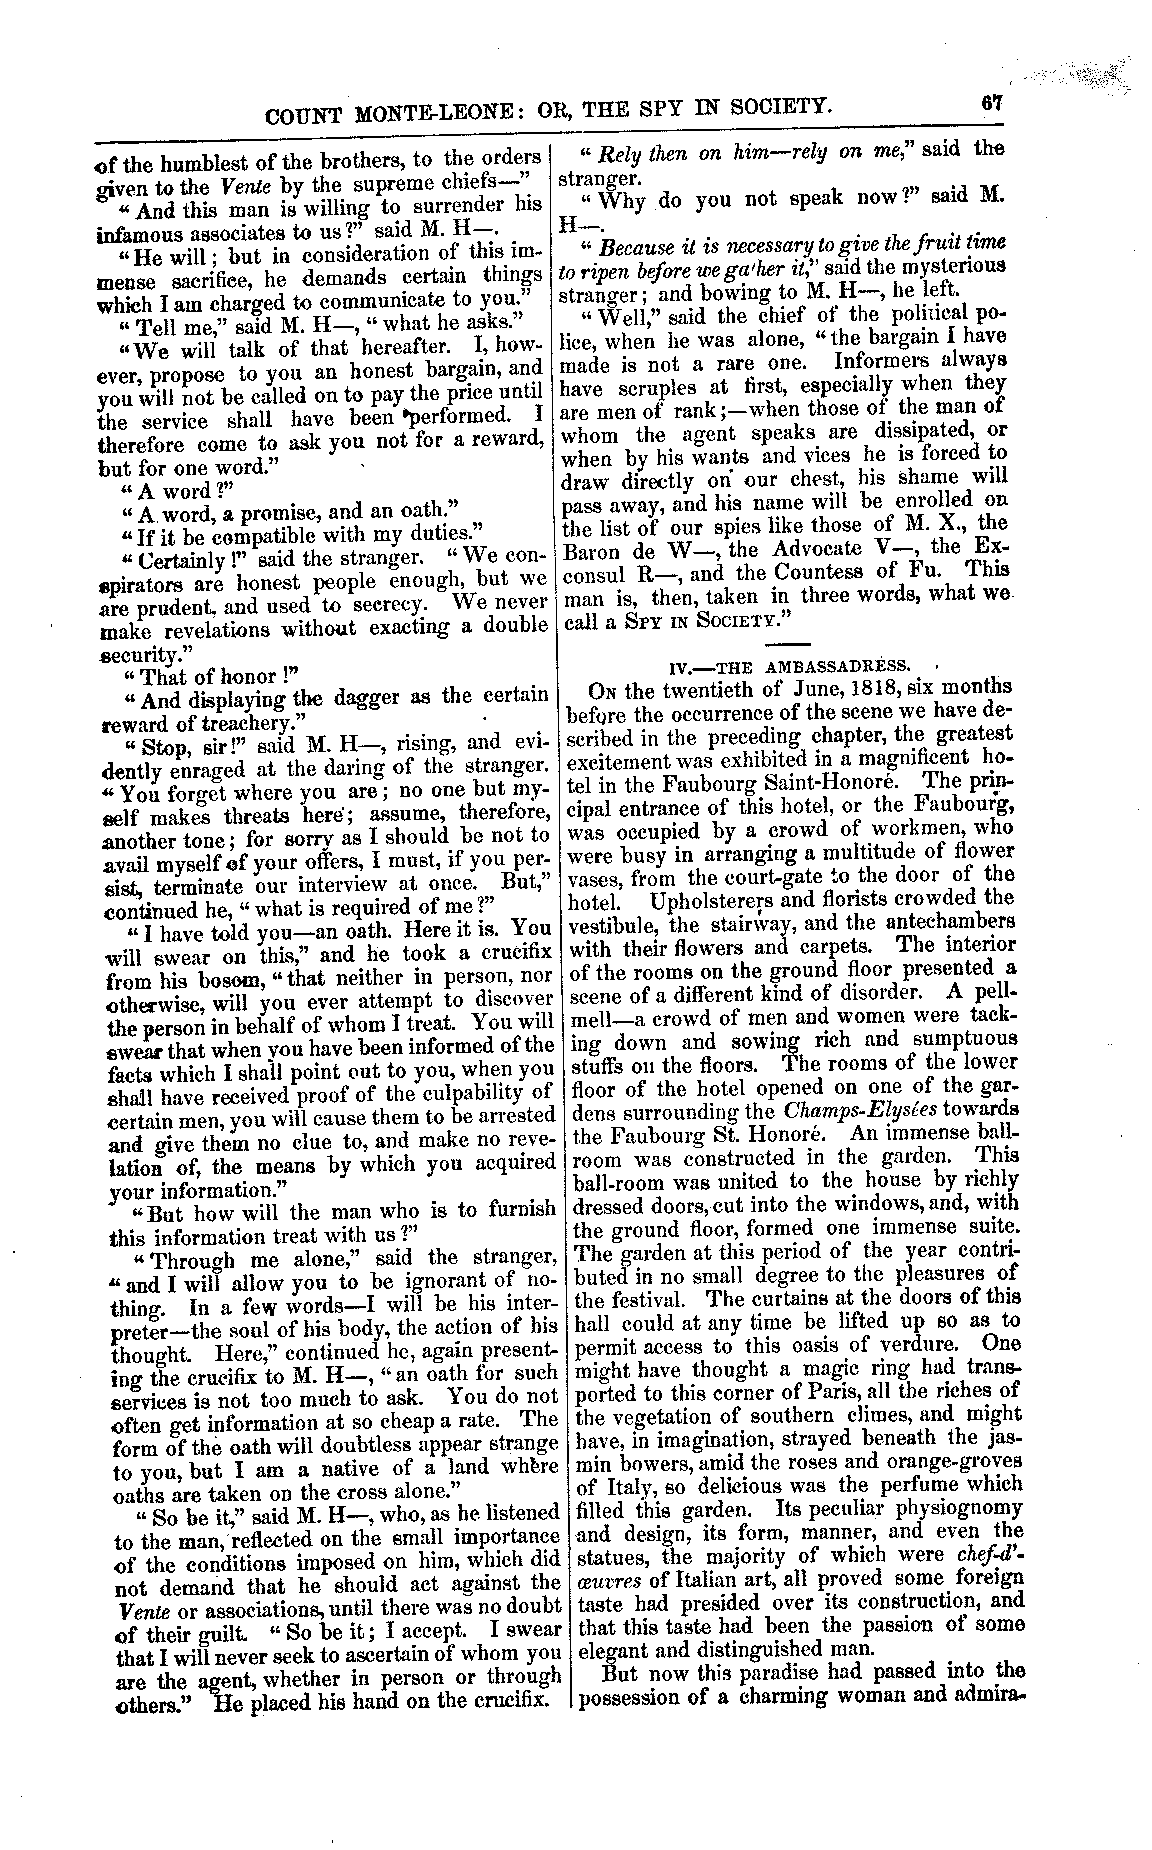 COUNT MONTE-LEONE: OR, THE SPY IN SOCIETY. 67
of the humblest of the brothers, to the orders
given to the Vente by the supreme chiefs—"
"And this man is willing to surrender his
infamous associates to us?" said M. H—.
"He will; but in consideration of this im-
mense sacrifice, he demands certain things
which I am charged to communicate to you."
"Tell me," said M. H—, "what he asks."
"We will talk of that hereafter. I, how-
ever, propose to you an honest bargain, and
you will not be called on to pay the price until
the service shall have been performed. I
therefore come to ask you not for a reward,
but for one word."
"A word?"
"A word, a promise, and an oath."
"If it be compatible with my duties."
"Certainly!" said the stranger. "We con-
spirators are honest people enough, but we
are prudent, and used to secrecy. We never
make revelations without exacting a double
security."
"That of honor!"
"And displaying the dagger as the certain
reward of treachery."
"Stop, sir!" said M. H—, rising, and evi-
dently enraged at the daring of the stranger.
"You forget where you are; no one but my-
self makes threats here; assume, therefore,
another tone; for sorry as I should be not to
avail myself of your offers, I must, if you per-
sist, terminate our interview at once. But,"
continued he, "what is required of me?"
"I have told you—an oath. Here it is. You
will swear on this," and he took a crucifix
from his bosom, "that neither in person, nor
otherwise, will you ever attempt to discover
the person in behalf of whom I treat. You will
swear that when you have been informed of the
facts which I shall point out to you, when you
shall have received proof of the culpability of
certain men, you will cause them to be arrested
and give them no clue to, and make no reve-
lation of, the means by which you acquired
your information."
"But how will the man who is to furnish
this information treat with us?"
"Through me alone," said the stranger,
"and I will allow you to be ignorant of no-
thing. In a few words—I will be his inter-
preter—the soul of his body, the action of his
thought. Here," continued he, again present-
ing the crucifix to M. H—, "an oath for such
services is not too much to ask. You do not
often get information at so cheap a rate. The
form of the oath will doubtless appear strange
to you, but I am a native of a land where
oaths are taken on the cross alone."
"So be it," said M. H—, who, as he listened
to the man, reflected on the small importance
of the conditions imposed on him, which did
not demand that he should act against the
Vente or associations, until there was no doubt
of their guilt. "So be it; I accept. I swear
that I will never seek to ascertain of whom you
are the agent, whether in person or through
others." He placed his hand on the crucifix.
"Rely then on him—rely on me," said the
stranger.
"Why do you not speak now?" said M.
H—.
"Because it is necessary to give the fruit time
to ripen before we ga'her it," said the mysterious
stranger; and bowing to M. H—, he left.
"Well," said the chief of the political po-
lice, when he was alone, "the bargain I have
made is not a rare one. Informers always
have scruples at first, especially when they
are men of rank;—when those of the man of
whom the agent speaks are dissipated, or
when by his wants and vices he is forced to
draw directly on our chest, his shame will
pass away, and his name will be enrolled on
the list of our spies like those of M. X., the
Baron de W—, the Advocate V—, the Ex-
consul R—, and the Countess of Fu. This
man is, then, taken in three words, what we
call a SPY IN SOCIETY."
IV.—THE AMBASSADRESS.
ON the twentieth of June, 1818, six months
before the occurrence of the scene we have de-
scribed in the preceding chapter, the greatest
excitement was exhibited in a magnificent ho-
tel in the Faubourg Saint-Honoré. The prin-
cipal entrance of this hotel, or the Faubourg,
was occupied by a crowd of workmen, who
were busy in arranging a multitude of flower
vases, from the court-gate to the door of the
hotel. Upholsterers and florists crowded the
vestibule, the stairway, and the antechambers
with their flowers and carpets. The interior
of the rooms on the ground floor presented a
scene of a different kind of disorder. A pell-
mell—a crowd of men and women were tack-
ing down and sowing rich and sumptuous
stuffs on the floors. The rooms of the lower
floor of the hotel opened on one of the gar-
dens surrounding the Champs-Elysées towards
the Faubourg St. Honoré. An immense ball-
room was constructed in the garden. This
ball-room was united to the house by richly
dressed doors, cut into the windows, and, with
the ground floor, formed one immense suite.
The garden at this period of the year contri-
buted in no small degree to the pleasures of
the festival. The curtains at the doors of this
hall could at any time be lifted up so as to
permit access to this oasis of verdure. One
might have thought a magic ring had trans-
ported to this corner of Paris, all the riches of
the vegetation of southern climes, and might
have, in imagination, strayed beneath the jas-
min bowers, amid the roses and orange-groves
of Italy, so delicious was the perfume which
filled this garden. Its peculiar physiognomy
and design, its form, manner, and even the
statues, the majority of which were chef-d'-
œuvres of Italian art, all proved some foreign
taste had presided over its construction, and
that this taste had been the passion of some
elegant and distinguished man.
But now this paradise had passed into the
possession of a charming woman and admira-